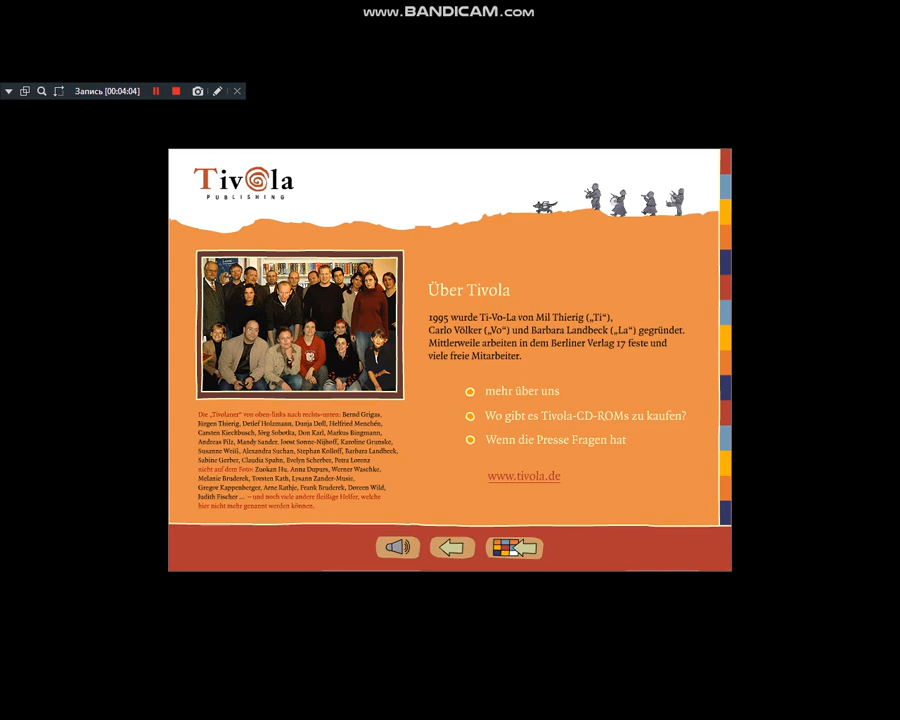 www.BANDICAM.com
Запись [00:04:04]
Tivola
PUBLISHING
Über Tivola
1995 wurde Ti-Vo-La von Mil Thierig („Ti“),
Carlo Völker („Vo“) und Barbara Landbeck („La“) gegründet.
Mittlerweile arbeiten in dem Berliner Verlag 17 feste und
viele freie Mitarbeiter.
mehr über uns
Wo gibt es Tivola-CD-ROMs zu kaufen?
Wenn die Presse Fragen hat
www.tivola.de
Die „Tivolaner“ von oben-links nach rechts-unten: Bernd Grigas,
Jürgen Thierig, Detlef Holzmann, Dunja Doll, Helfried Menchén,
Carsten Kieckbusch, Jörg Sobottka, Don Karl, Markus Bingmann,
Andreas Pilz, Mandy Sander, Joost Sonne-Nijhoff, Karoline Grunske,
Susanne Weiß, Alexandra Suchan, Stephan Kolloff, Barbara Landbeck,
Sabine Gerber, Claudia Spahn, Evelyn Scherber, Petra Lorenz
nicht auf dem Foto: Zuokan Hu, Anna Dapurs, Werner Waschke,
Melanie Bruderek, Torsten Kath, Lysann Zander-Music,
Gregor Kappenberger, Arne Rathje, Frank Bruderek, Doreen Wild,
Judith Fischer ... – und noch viele andere fleißige Helfer, welche
hier nicht mehr genannt werden können.